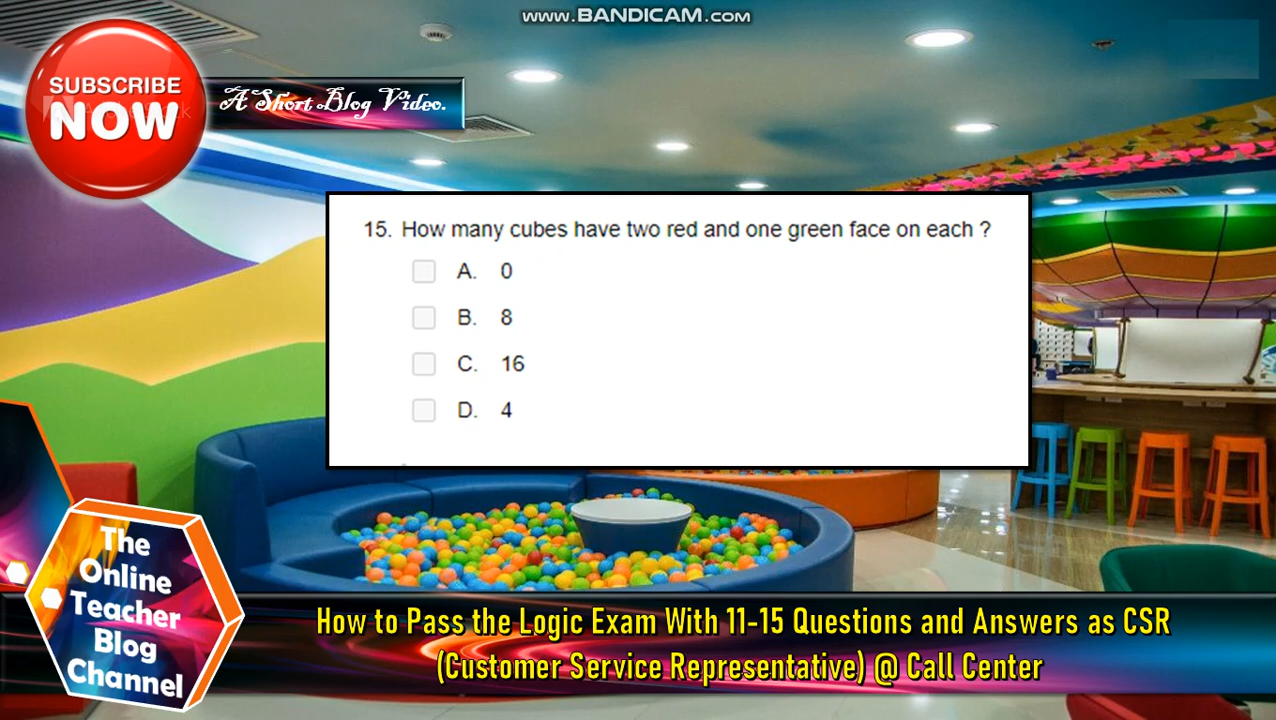 www.BANDICAM.com
SUBSCRIBE
NOW
A Short Blog Video.
15. How many cubes have two red and one green face on each ?
A. 0
B. 8
C. 16
D. 4
The
Online
Teacher
Blog
Channel
How to Pass the Logic Exam With 11-15 Questions and Answers as CSR
(Customer Service Representative) @ Call Center